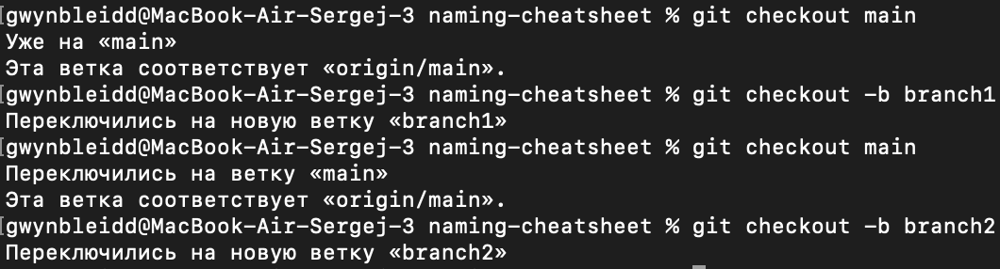 [gwynbleidd@MacBook-Air-Sergej-3 naming-cheatsheet % git checkout main
Уже на «main»
Эта ветка соответствует «origin/main».
[gwynbleidd@MacBook-Air-Sergej-3 naming-cheatsheet % git checkout -b branch1
Переключились на новую ветку «branch1»
[gwynbleidd@MacBook-Air-Sergej-3 naming-cheatsheet % git checkout main
Переключились на ветку «main»
Эта ветка соответствует «origin/main».
[gwynbleidd@MacBook-Air-Sergej-3 naming-cheatsheet % git checkout -b branch2
Переключились на новую ветку «branch2»